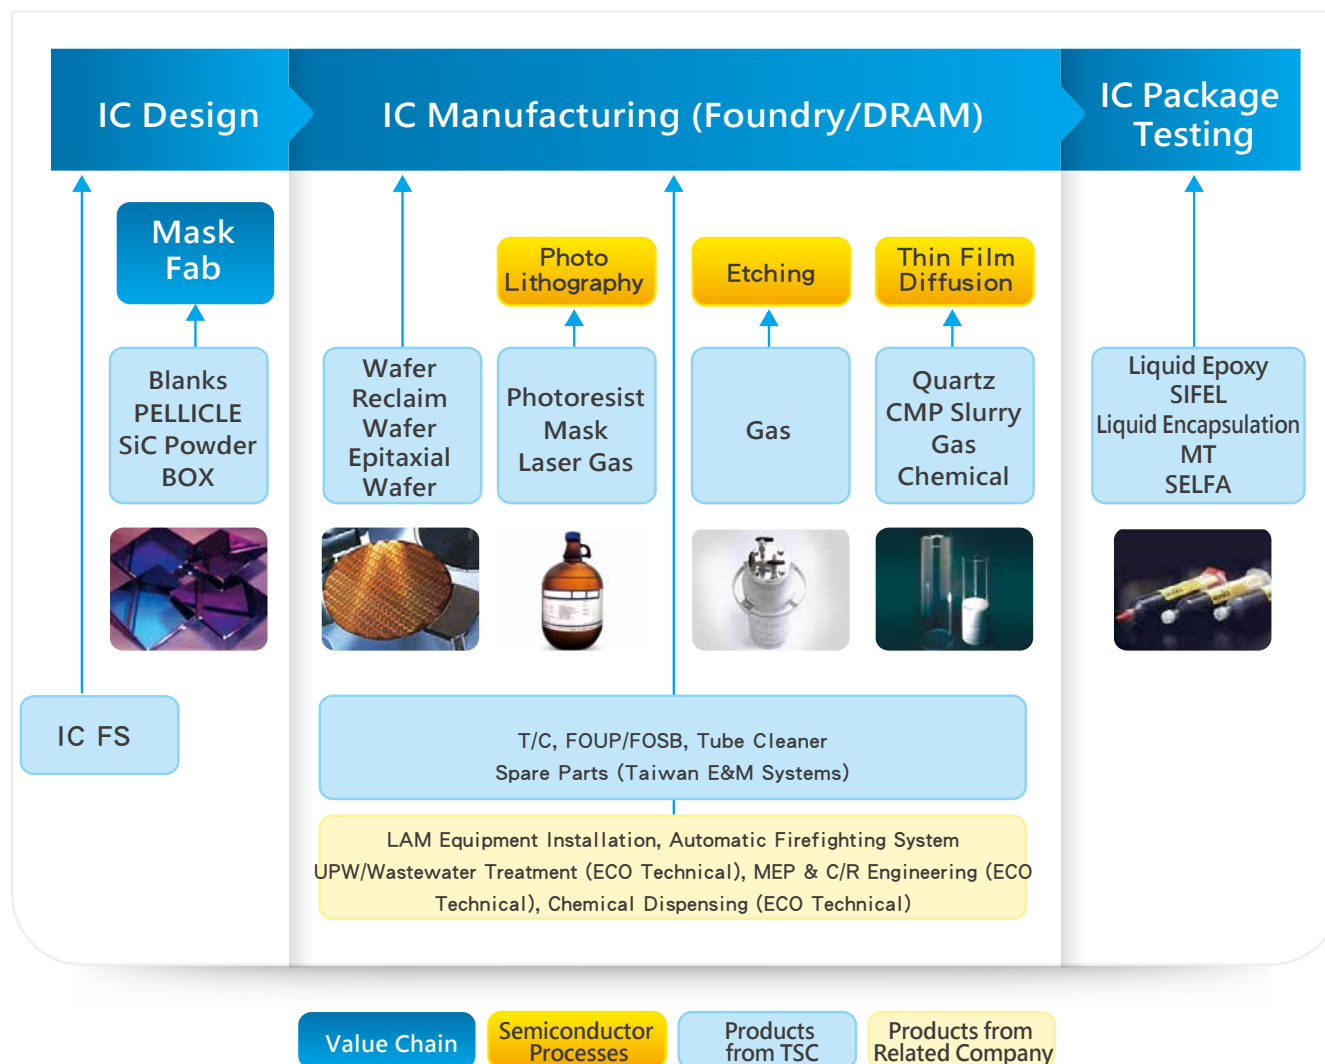 IC Design
IC Manufacturing (Foundry/DRAM)
IC Package
Testing
Mask
Fab
Photo
Lithography
Etching
Thin Film
Diffusion
Blanks
PELLICLE
SiC Powder
BOX
Wafer
Reclaim
Wafer
Epitaxial
Wafer
Photoresist
Mask
Laser Gas
Gas
Quartz
CMP Slurry
Gas
Chemical
Liquid Epoxy
SIFEL
Liquid Encapsulation
MT
SELFA
IC FS
T/C, FOUP/FOSB, Tube Cleaner
Spare Parts (Taiwan E&M Systems)
LAM Equipment Installation, Automatic Firefighting System
UPW/Wastewater Treatment (ECO Technical), MEP & C/R Engineering (ECO
Technical), Chemical Dispensing (ECO Technical)
Value Chain
Semiconductor
Processes
Products
from TSC
Products from
Related Company